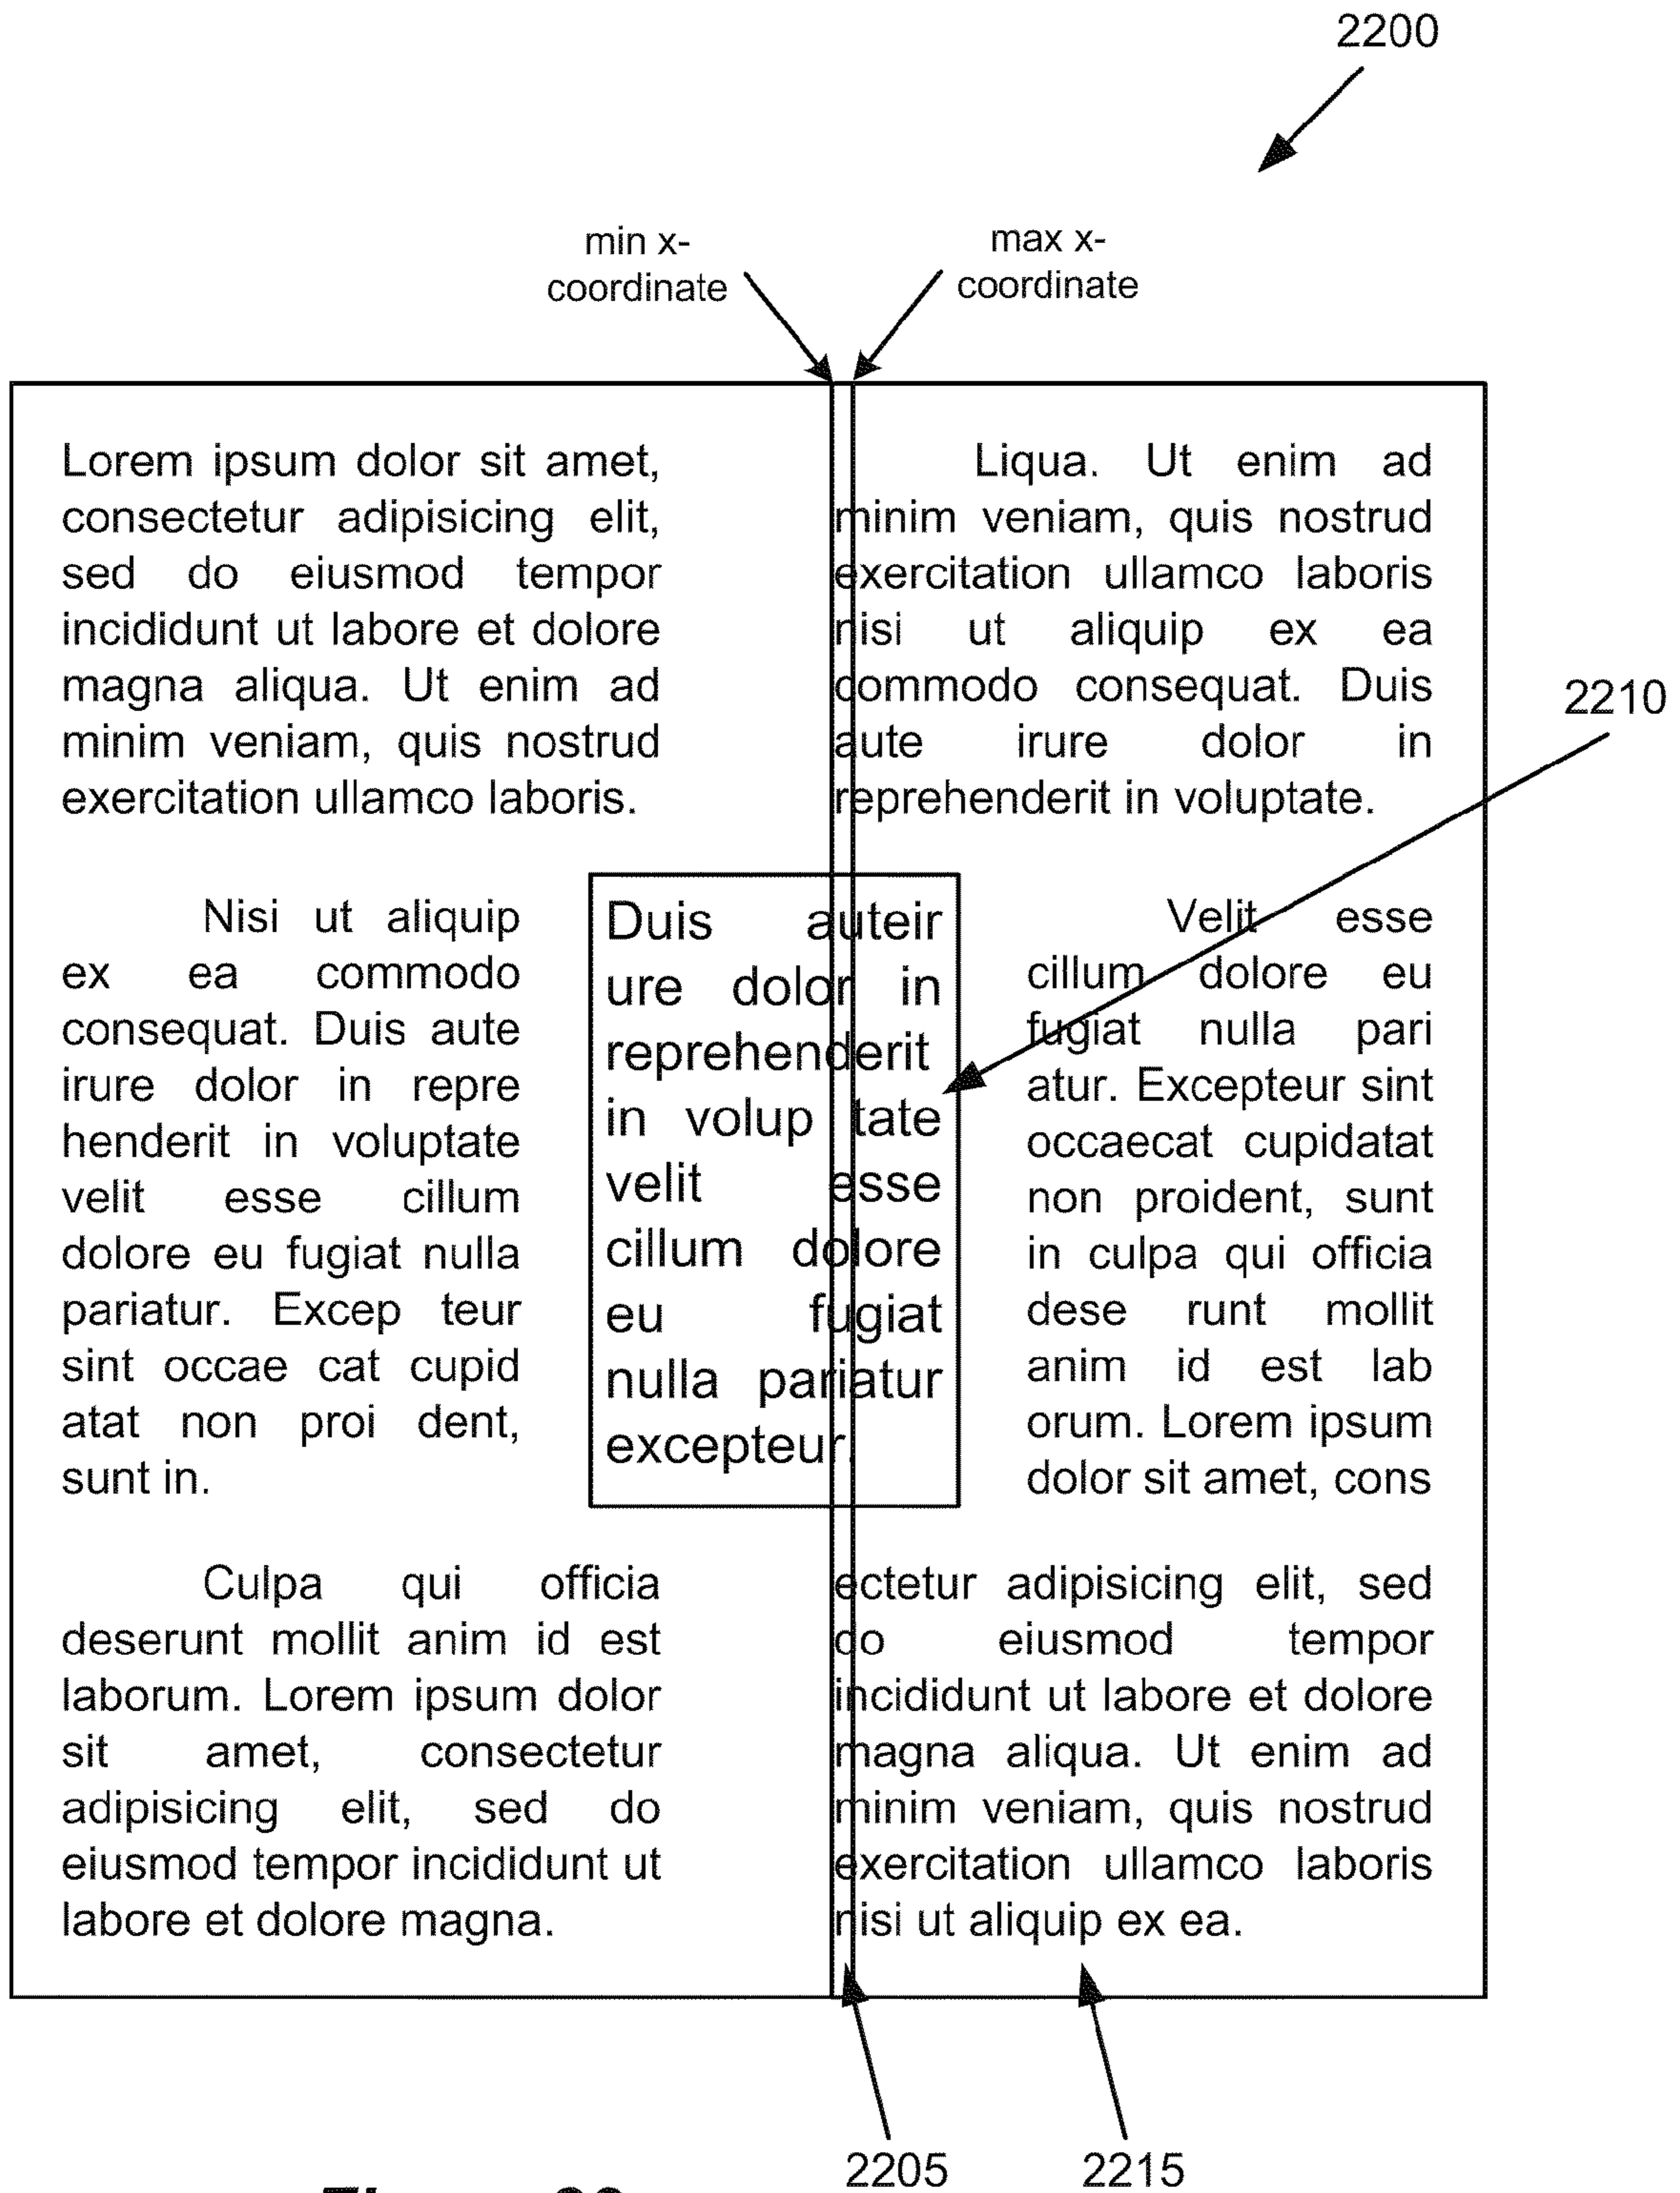 2200
min x-
coordinate
max x-
coordinate
Lorem ipsum dolor sit amet,
consectetur adipisicing elit,
sed do eiusmod tempor
incididunt ut labore et dolore
magna aliqua. Ut enim ad
minim veniam, quis nostrud
exercitation ullamco laboris.
Nisi ut aliquip
ex ea commodo
consequat. Duis aute
irure dolor in repre
henderit in voluptate
velit esse cillum
dolore eu fugiat nulla
pariatur. Excep teur
sint occae cat cupid
atat non proi dent,
sunt in.
Culpa qui officia
deserunt mollit anim id est
laborum. Lorem ipsum dolor
sit amet, consectetur
adipisicing elit, sed do
eiusmod tempor incididunt ut
labore et dolore magna.
Duis auteir
ure dolor in
reprehenderit
in volup tate
velit esse
cillum dolore
eu fugiat
nulla pariatur
excepteur.
Liqua. Ut enim ad
minim veniam, quis nostrud
exercitation ullamco laboris
nisi ut aliquip ex ea
commodo consequat. Duis
aute irure dolor in
reprehenderit in voluptate.
Velit esse
cillum dolore eu
fugiat nulla pari
atur. Excepteur sint
occaecat cupidatat
non proident, sunt
in culpa qui officia
dese runt mollit
anim id est lab
orum. Lorem ipsum
dolor sit amet, cons
ectetur adipisicing elit, sed
do eiusmod tempor
incididunt ut labore et dolore
magna aliqua. Ut enim ad
minim veniam, quis nostrud
exercitation ullamco laboris
nisi ut aliquip ex ea.
2210
2205
2215